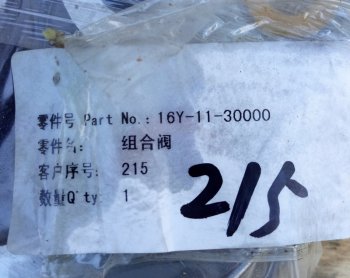 零件号 Part No.: 16Y-11-30000
零件名: 组合阀
客户序号: 215
数量Q'ty: 1
215